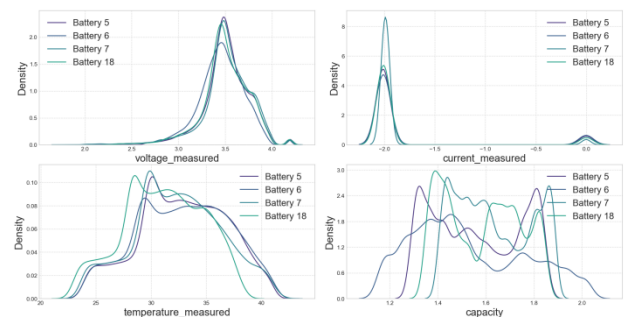 Density
2.0
1.5
1.0
0.5
0.0
Battery 5
Battery 6
Battery 7
Battery 18
2.0
2.5
3.0
3.5
4.0
voltage_measured
Density
8
6
4
2
0
Battery 5
Battery 6
Battery 7
Battery 18
−2.0
−1.5
−1.0
−0.5
0.0
current_measured
Density
0.10
0.08
0.06
0.04
0.02
0.00
Battery 5
Battery 6
Battery 7
Battery 18
20
25
30
35
40
temperature_measured
Density
3.0
2.4
1.8
1.2
0.6
0.0
Battery 5
Battery 6
Battery 7
Battery 18
1.2
1.4
1.6
1.8
2.0
capacity